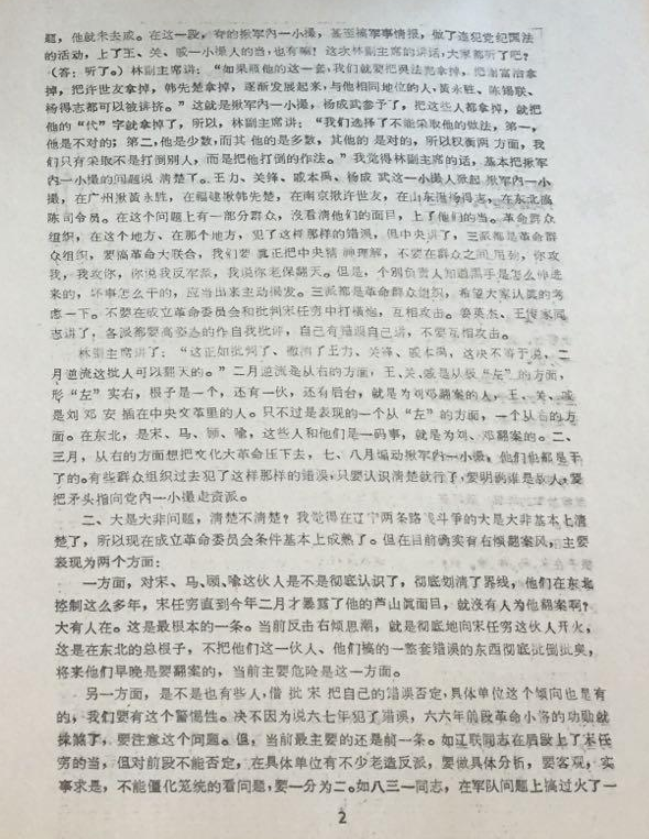 题，他就未去成。在这一段，有的揪军内一小撮，甚至搞军事情报，做了违犯党纪国法
的活动，上了王、关、戚一小撮人的当，也有嘛！这次林副主席的讲话，大家都听了吧？
（答：听了。）林副主席讲：“如果照他的这一套，我们就要把吴法宪拿掉，把谢富治拿
掉，把许世友拿掉，韩先楚拿掉，逐渐发展起来，与他相同地位的人，黄永胜、陈锡联、
杨得志都可以被排挤。”这就是揪军内一小撮，杨成武参予了，把这些人都拿掉，就把
他的“代”字就拿掉了，所以，林副主席讲：“我们选择了不能采取他的做法，第一，
他是不对的；第二，他是少数，而其他的是多数，其他的是对的，所以权衡两方面，我
们只有采取不是打倒别人，而是把他打倒的作法。”我觉得林副主席的话，基本把揪军
内一小撮的问题说清楚了。王力、关锋、戚本禹、杨成武这一小撮人掀起揪军内一小
撮，在广州揪黄永胜，在福建揪韩先楚，在南京揪许世友，在山东揪杨得志，在东北揪
陈司令员。在这个问题上有一部分群众，没看清他们的面目，上了他们的当。革命群众
组织，在这个地方、在那个地方，犯了这样那样的错误，但中央讲了，三派都是革命群
众组织，要搞革命大联合，我们要真正把中央精神理解，不要在群众之间用劲，你攻
我，我攻你，你说我反军派，我说你老保翻天。但是，个别负责人知道黑手是怎么伸进
来的，坏事怎么干的，应当出来主动揭发。三派都是革命群众组织，希望大家认真的考
虑一下。不要在成立革命委员会和批判宋任穷中打横炮，互相攻击。姜英杰、王俊家同
志讲了，各派都要高姿态的作自我批评，自己有错误自己讲，不要互相攻击。
林副主席讲了：“这正如批判了、撤消了王力、关锋、戚本禹，这决不等于说，二
月逆流这批人可以翻天的。”二月逆流是从右的方面，王、关、戚是从极“左”的方面，
形“左”实右，根子是一个，还有一伙，还有后台，就是为刘邓翻案的人，王、关、戚
是刘邓安插在中央文革里的人。只不过是表现的一个从“左”的方面，一个从右的方
面。在东北，是宋、马、顾、喻，这些人和他们是一码事，就是为刘、邓翻案的。二、
三月，从右的方面想把文化大革命压下去，七、八月煽动揪军内一小撮，他们也都是干
了的。有些群众组织过去犯了这样那样的错误，只要认识清楚就行了，要明确谁是敌人，要
把矛头指向党内一小撮走资派。
二、大是大非问题，清楚不清楚？我觉得在辽宁两条路线斗争的大是大非基本上清
楚了，所以现在成立革命委员会条件基本上成熟了。但在目前确实有右倾翻案风，主要
表现为两个方面：
一方面，对宋、马、顾、喻这伙人是不是彻底认识了，彻底划清了界线，他们在东北
控制这么多年，宋任穷直到今年二月才暴露了他的芦山真面目，就没有人为他翻案啊？
大有人在。这是最根本的一条。当前反击右倾思潮，就是彻底地向宋任穷这伙人开火，
这是在东北的总根子，不把他们这一伙人、他们搞的一整套错误的东西彻底批倒批臭，
将来他们早晚是要翻案的，当前主要危险是这一方面。
另一方面，是不是也有些人，借批宋把自己的错误否定，具体单位这个倾向也是有
的，我们要有这个警惕性。决不因为说六七年犯了错误，六六年前段革命小将的功勋就
抹煞了，要注意这个问题。但，当前最主要的还是前一条。如辽联同志在后段上了宋任
穷的当，但对前段不能否定，在具体单位有不少老造反派，要做具体分析，要客观，实
事求是，不能僵化笼统的看问题，要一分为二。如八三一同志，在军队问题上搞过火了一
2